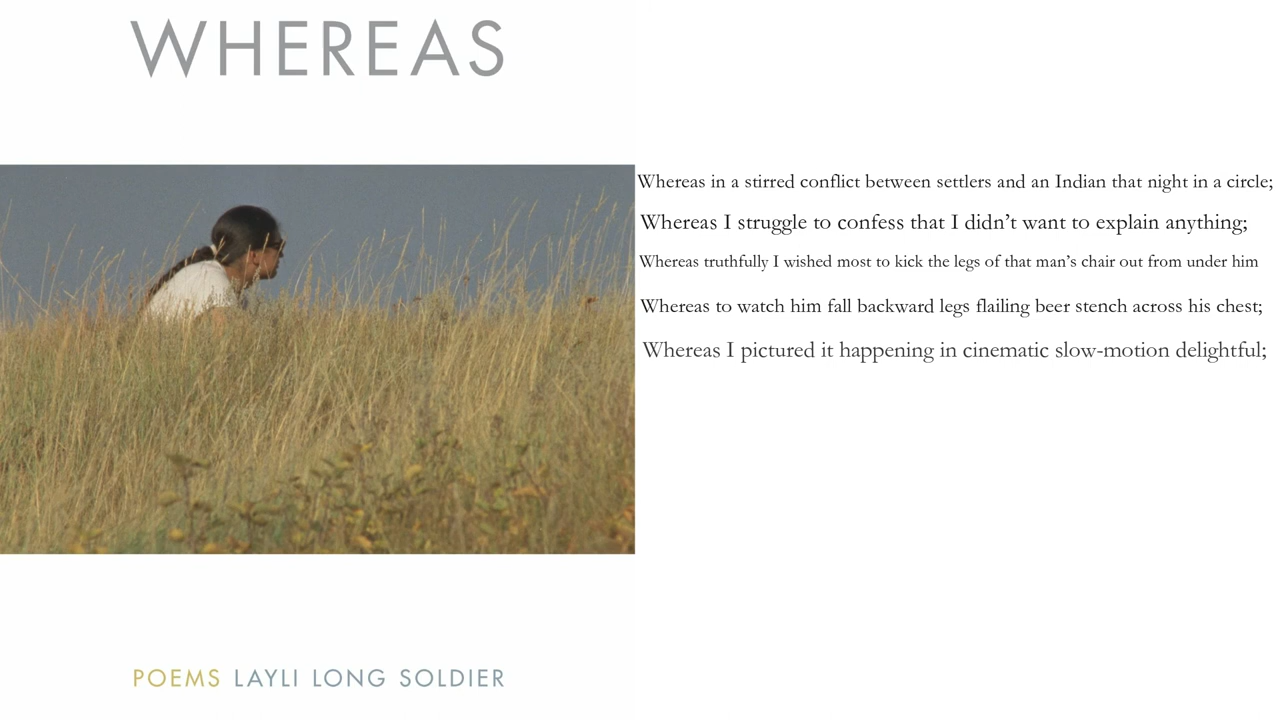 WHEREAS
POEMS LAYLI LONG SOLDIER
Whereas in a stirred conflict between settlers and an Indian that night in a circle;
Whereas I struggle to confess that I didn’t want to explain anything;
Whereas truthfully I wished most to kick the legs of that man’s chair out from under him
Whereas to watch him fall backward legs flailing beer stench across his chest;
Whereas I pictured it happening in cinematic slow-motion delightful;